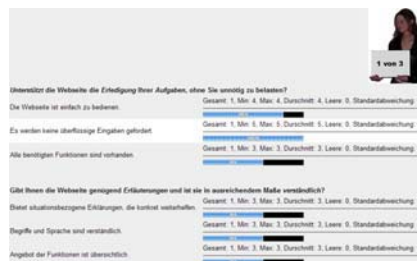 1 von 3
Unterstützt die Webseite die Erledigung Ihrer Aufgaben, ohne Sie unnötig zu belasten?
Gesamt: 1, Min: 4, Max: 4, Durschnitt: 4, Leere: 0, Standardabweichung:
Die Webseite ist einfach zu bedienen.
Gesamt: 1, Min: 5, Max: 5, Durschnitt: 5, Leere: 0, Standardabweichung:
Es werden keine überflüssige Eingaben gefordert.
Gesamt: 1, Min: 3, Max: 3, Durschnitt: 3, Leere: 0, Standardabweichung:
Alle benötigten Funktionen sind vorhanden.
Gibt Ihnen die Webseite genügend Erläuterungen und ist sie in ausreichendem Maße verständlich?
Gesamt: 1, Min: 3, Max: 3, Durschnitt: 3, Leere: 0, Standardabweichung:
Bietet situationsbezogene Erklärungen, die konkret weiterhelfen.
Gesamt: 1, Min: 3, Max: 3, Durschnitt: 3, Leere: 0, Standardabweichung:
Begriffe und Sprache sind verständlich.
Gesamt: 1, Min: 3, Max: 3, Durschnitt: 3, Leere: 0, Standardabweichung:
Angebot der Funktionen ist übersichtlich.